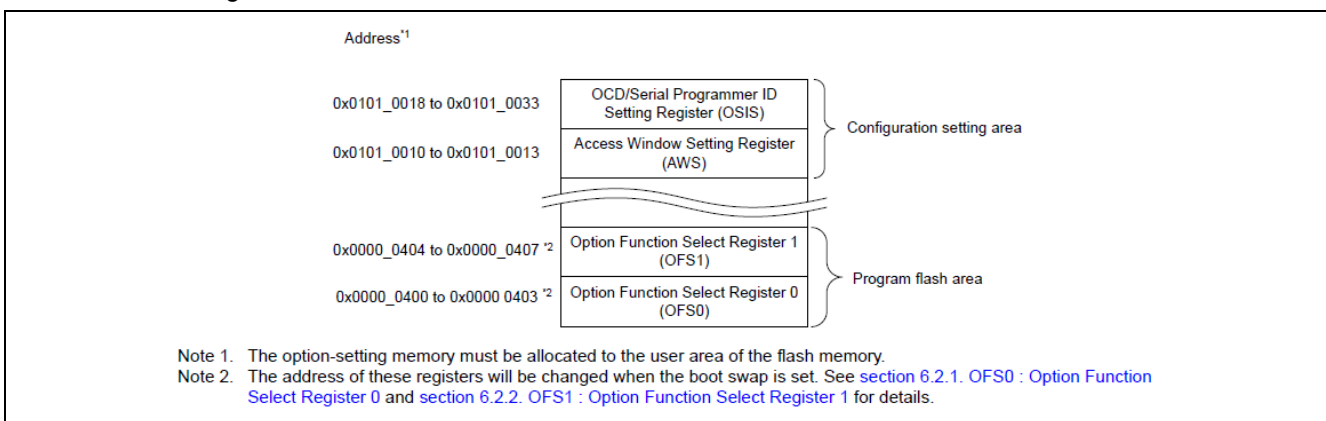 Address*1
0x0101_0018 to 0x0101_0033
OCD/Serial Programmer ID
Setting Register (OSIS)
Configuration setting area
0x0101_0010 to 0x0101_0013
Access Window Setting Register
(AWS)
0x0000_0404 to 0x0000_0407 *2
Option Function Select Register 1
(OFS1)
Program flash area
0x0000_0400 to 0x0000 0403 *2
Option Function Select Register 0
(OFS0)
Note 1. The option-setting memory must be allocated to the user area of the flash memory.
Note 2. The address of these registers will be changed when the boot swap is set. See section 6.2.1. OFS0 : Option Function
Select Register 0 and section 6.2.2. OFS1 : Option Function Select Register 1 for details.